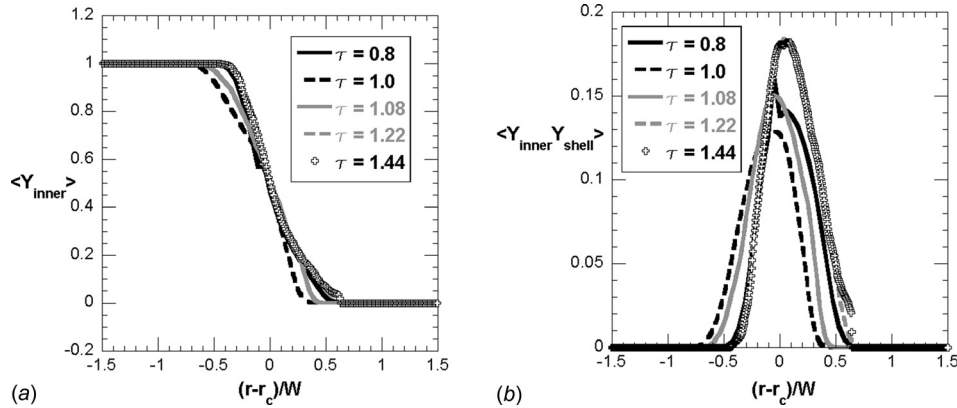 <Y_inner>
1.2
1
0.8
0.6
0.4
0.2
0
-0.2
-1.5 -1 -0.5 0 0.5 1 1.5
(r-r_c)/W
τ = 0.8
τ = 1.0
τ = 1.08
τ = 1.22
τ = 1.44
(a)
<Y_inner Y_shell>
0.2
0.15
0.1
0.05
0
-1.5 -1 -0.5 0 0.5 1 1.5
(r-r_c)/W
τ = 0.8
τ = 1.0
τ = 1.08
τ = 1.22
τ = 1.44
(b)